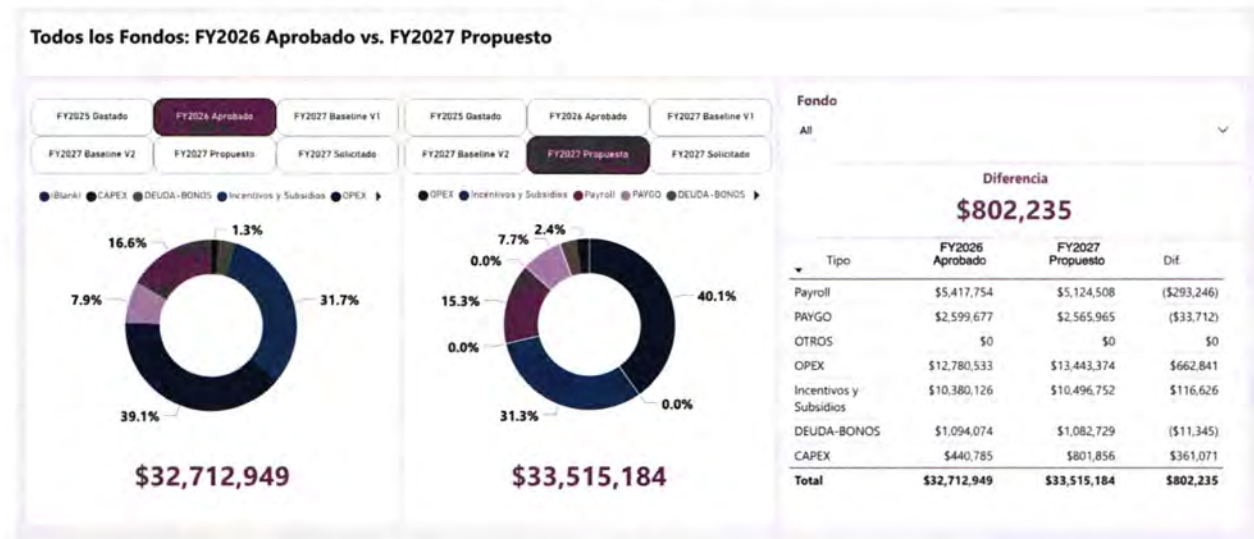 Todos los Fondos: FY2026 Aprobado vs. FY2027 Propuesto
FY2025 Gastado FY2026 Aprobado FY2027 Baseline V1
FY2027 Baseline V2 FY2027 Propuesto FY2027 Solicitado
(Blank) CAPEX DEUDA-BONOS Incentivos y Subsidios OPEX
1.3%
16.6%
31.7%
7.9%
39.1%
$32,712,949
FY2025 Gastado FY2026 Aprobado FY2027 Baseline V1
FY2027 Baseline V2 FY2027 Propuesto FY2027 Solicitado
OPEX Incentivos y Subsidios Payroll PAYGO DEUDA-BONOS
2.4%
7.7%
0.0%
40.1%
15.3%
0.0%
0.0%
31.3%
$33,515,184
Fondo
All
Diferencia
$802,235
Tipo FY2026 Aprobado FY2027 Propuesto Dif.
Payroll $5,417,754 $5,124,508 ($293,246)
PAYGO $2,599,677 $2,565,965 ($33,712)
OTROS $0 $0 $0
OPEX $12,780,533 $13,443,374 $662,841
Incentivos y Subsidios $10,380,126 $10,496,752 $116,626
DEUDA-BONOS $1,094,074 $1,082,729 ($11,345)
CAPEX $440,785 $801,856 $361,071
Total $32,712,949 $33,515,184 $802,235